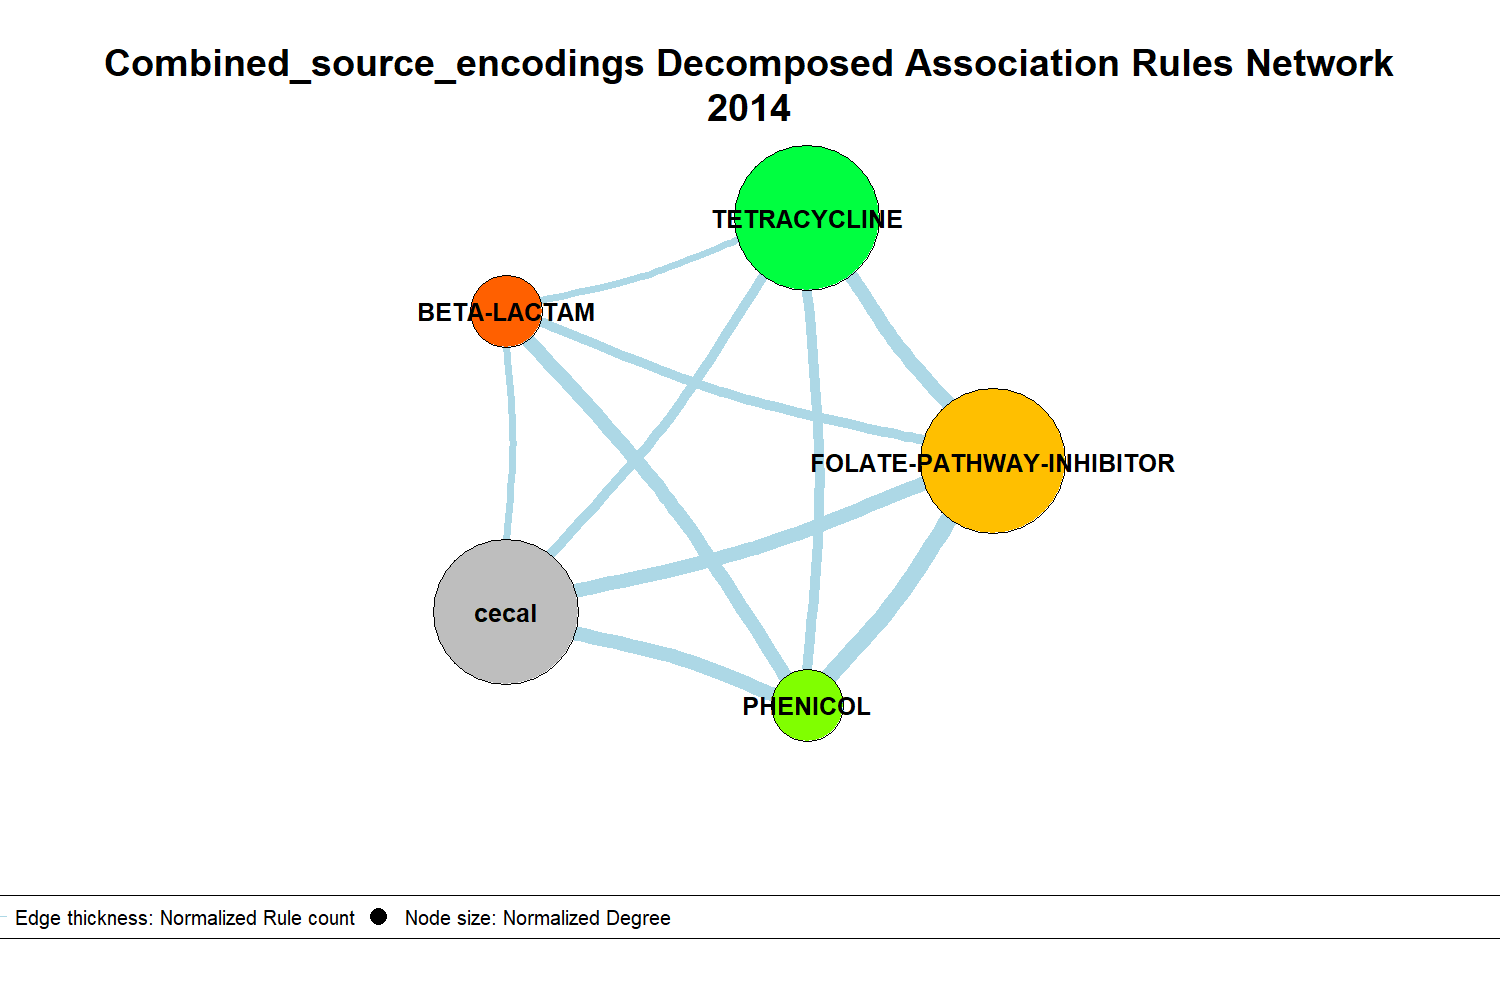 Combined_source_encodings Decomposed Association Rules Network
2014
TETRACYCLINE
BETA-LACTAM
FOLATE-PATHWAY-INHIBITOR
cecal
PHENICOL
Edge thickness: Normalized Rule count Node size: Normalized Degree